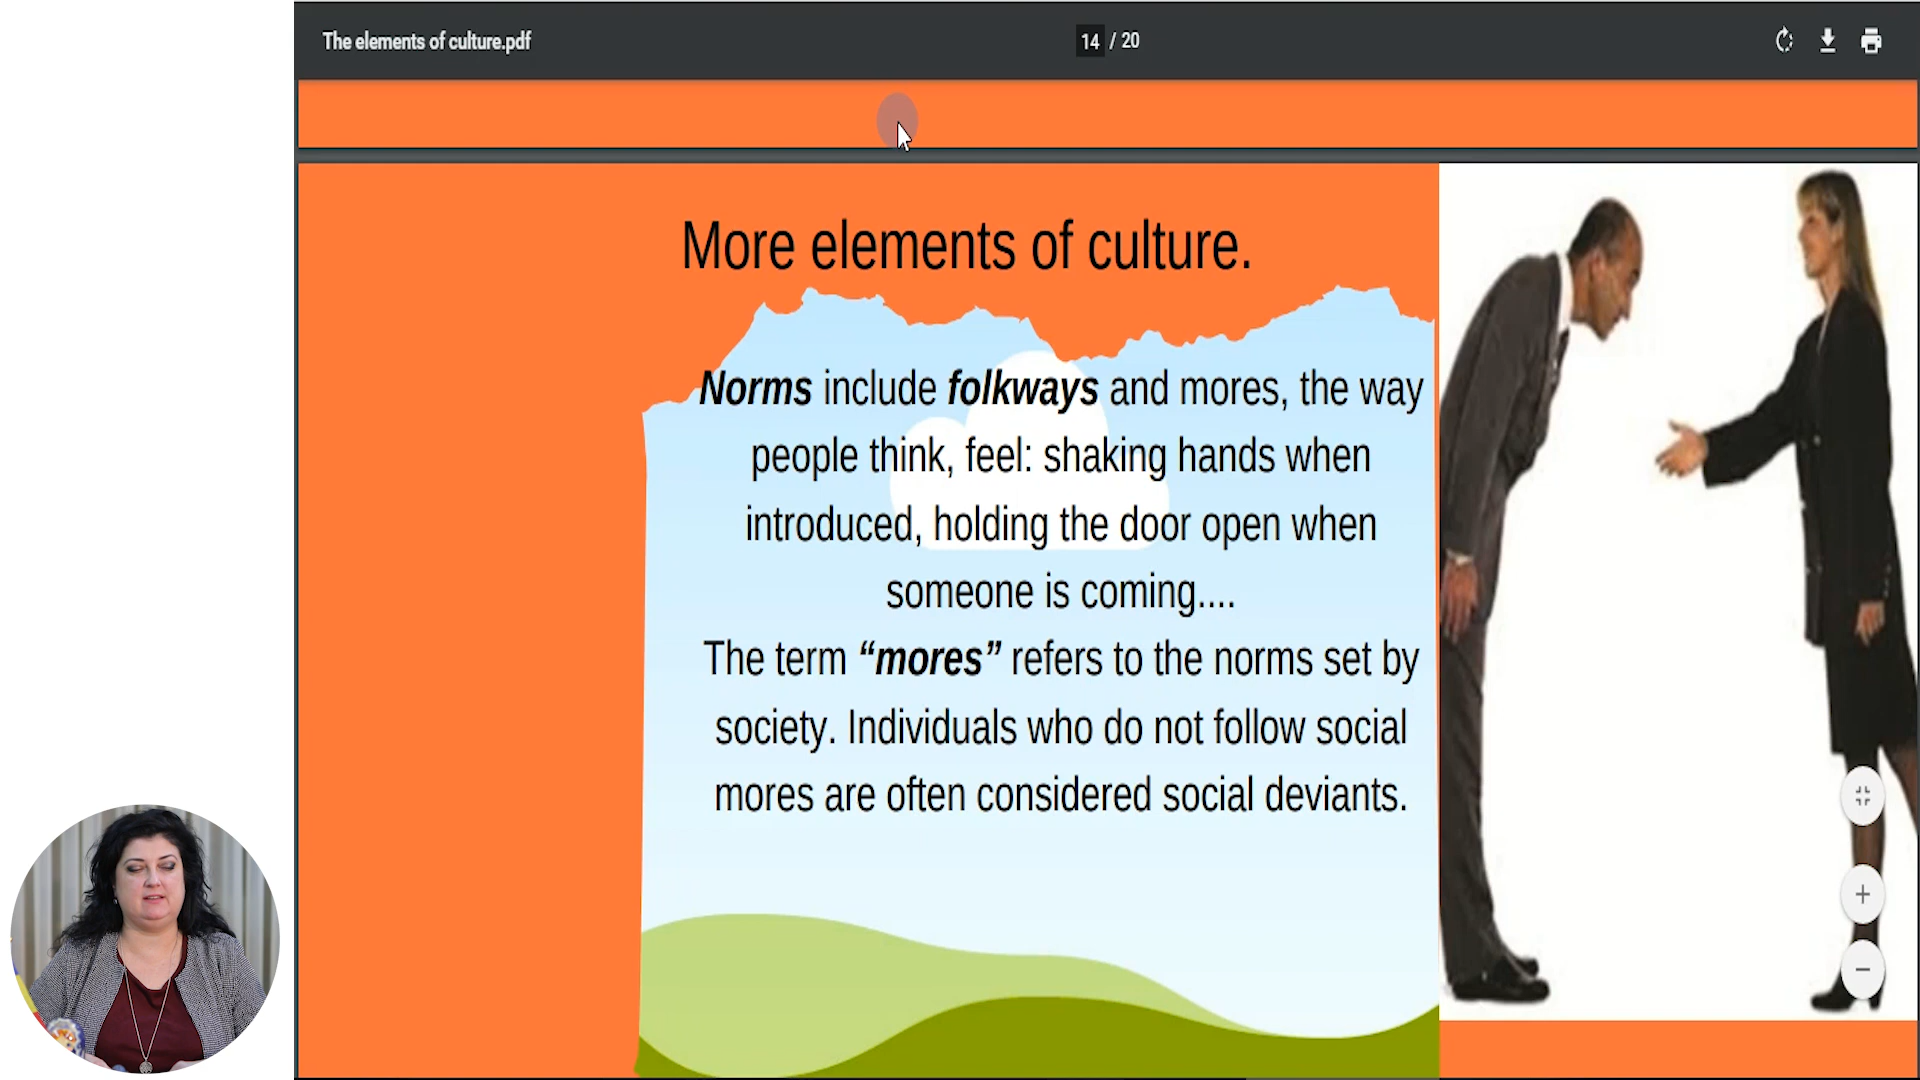 The elements of culture.pdf
14 / 20
More elements of culture.
Norms include folkways and mores, the way
people think, feel: shaking hands when
introduced, holding the door open when
someone is coming....
The term “mores” refers to the norms set by
society. Individuals who do not follow social
mores are often considered social deviants.